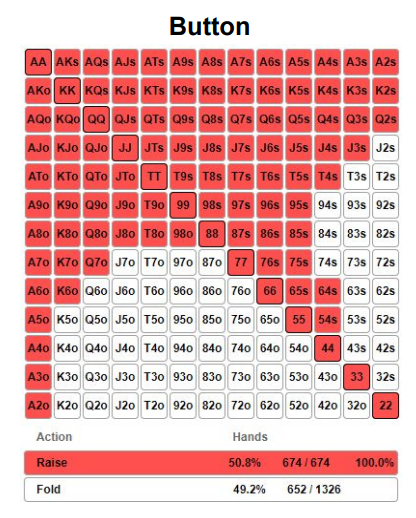 Button
AA AKs AQs AJs ATs A9s A8s A7s A6s A5s A4s A3s A2s
AKo KK KQs KJs KTs K9s K8s K7s K6s K5s K4s K3s K2s
AQo KQo QQ QJs QTs Q9s Q8s Q7s Q6s Q5s Q4s Q3s Q2s
AJo KJo QJo JJ JTs J9s J8s J7s J6s J5s J4s J3s J2s
ATo KTo QTo JTo TT T9s T8s T7s T6s T5s T4s T3s T2s
A9o K9o Q9o J9o T9o 99 98s 97s 96s 95s 94s 93s 92s
A8o K8o Q8o J8o T8o 98o 88 87s 86s 85s 84s 83s 82s
A7o K7o Q7o J7o T7o 97o 87o 77 76s 75s 74s 73s 72s
A6o K6o Q6o J6o T6o 96o 86o 76o 66 65s 64s 63s 62s
A5o K5o Q5o J5o T5o 95o 85o 75o 65o 55 54s 53s 52s
A4o K4o Q4o J4o T4o 94o 84o 74o 64o 54o 44 43s 42s
A3o K3o Q3o J3o T3o 93o 83o 73o 63o 53o 43o 33 32s
A2o K2o Q2o J2o T2o 92o 82o 72o 62o 52o 42o 32o 22
Action Hands
Raise 50.8% 674 / 674 100.0%
Fold 49.2% 652 / 1326